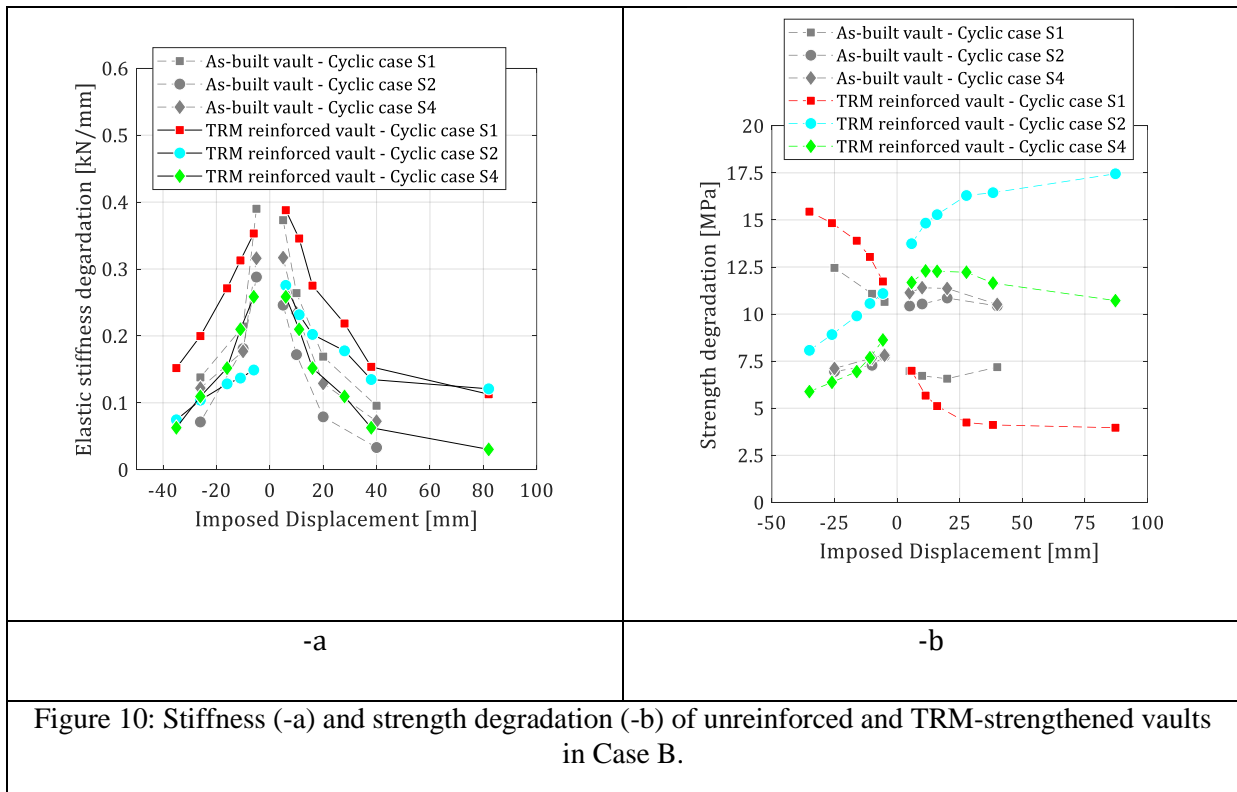 As-built vault - Cyclic case S1
As-built vault - Cyclic case S2
As-built vault - Cyclic case S4
TRM reinforced vault - Cyclic case S1
TRM reinforced vault - Cyclic case S2
TRM reinforced vault - Cyclic case S4
Elastic stiffness degardation [kN/mm]
0.6
0.5
0.4
0.3
0.2
0.1
0
-40 -20 0 20 40 60 80 100
Imposed Displacement [mm]
As-built vault - Cyclic case S1
As-built vault - Cyclic case S2
As-built vault - Cyclic case S4
TRM reinforced vault - Cyclic case S1
TRM reinforced vault - Cyclic case S2
TRM reinforced vault - Cyclic case S4
Strength degradation [MPa]
20
17.5
15
12.5
10
7.5
5
2.5
0
-50 -25 0 25 50 75 100
Imposed Displacement [mm]
-a
-b
Figure 10: Stiffness (-a) and strength degradation (-b) of unreinforced and TRM-strengthened vaults
in Case B.